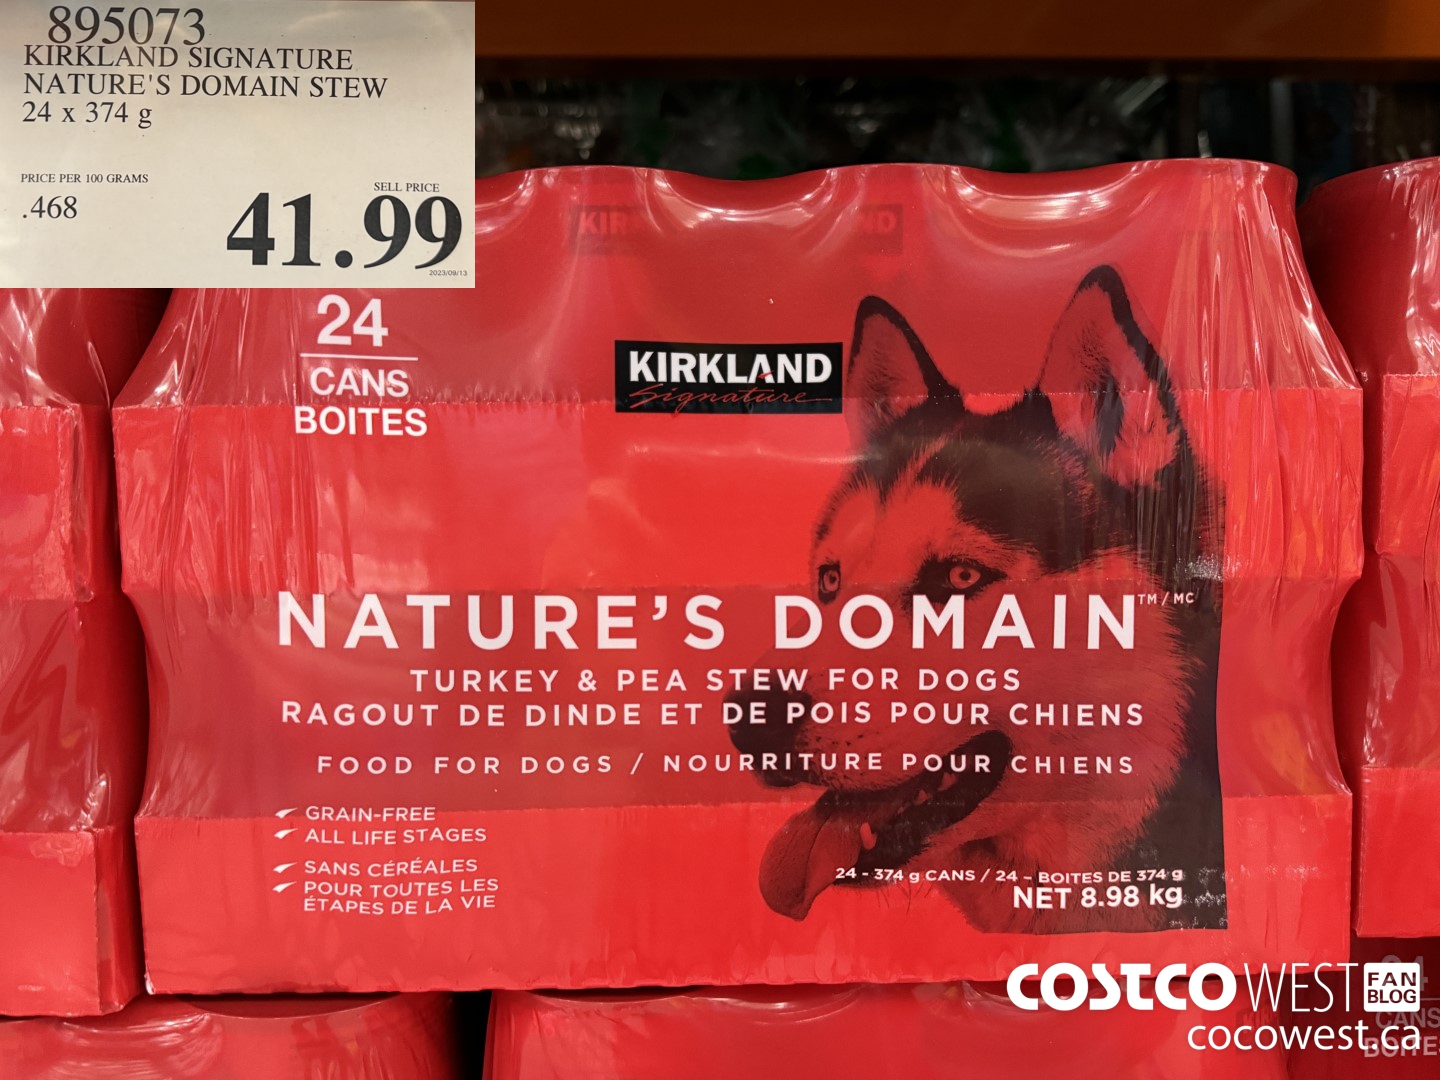 895073
KIRKLAND SIGNATURE
NATURE'S DOMAIN STEW
24 x 374 g
PRICE PER 100 GRAMS
.468
SELL PRICE
41.99
2023/09/13
24
CANS
BOITES
KIRKLAND
Signature
NATURE'S DOMAIN™/MC
TURKEY & PEA STEW FOR DOGS
RAGOUT DE DINDE ET DE POIS POUR CHIENS
FOOD FOR DOGS / NOURRITURE POUR CHIENS
GRAIN-FREE
ALL LIFE STAGES
SANS CÉRÉALES
POUR TOUTES LES
ÉTAPES DE LA VIE
24 - 374 g CANS / 24 - BOITES DE 374 g
NET 8.98 kg
COSTCO WEST FAN BLOG
cocowest.ca